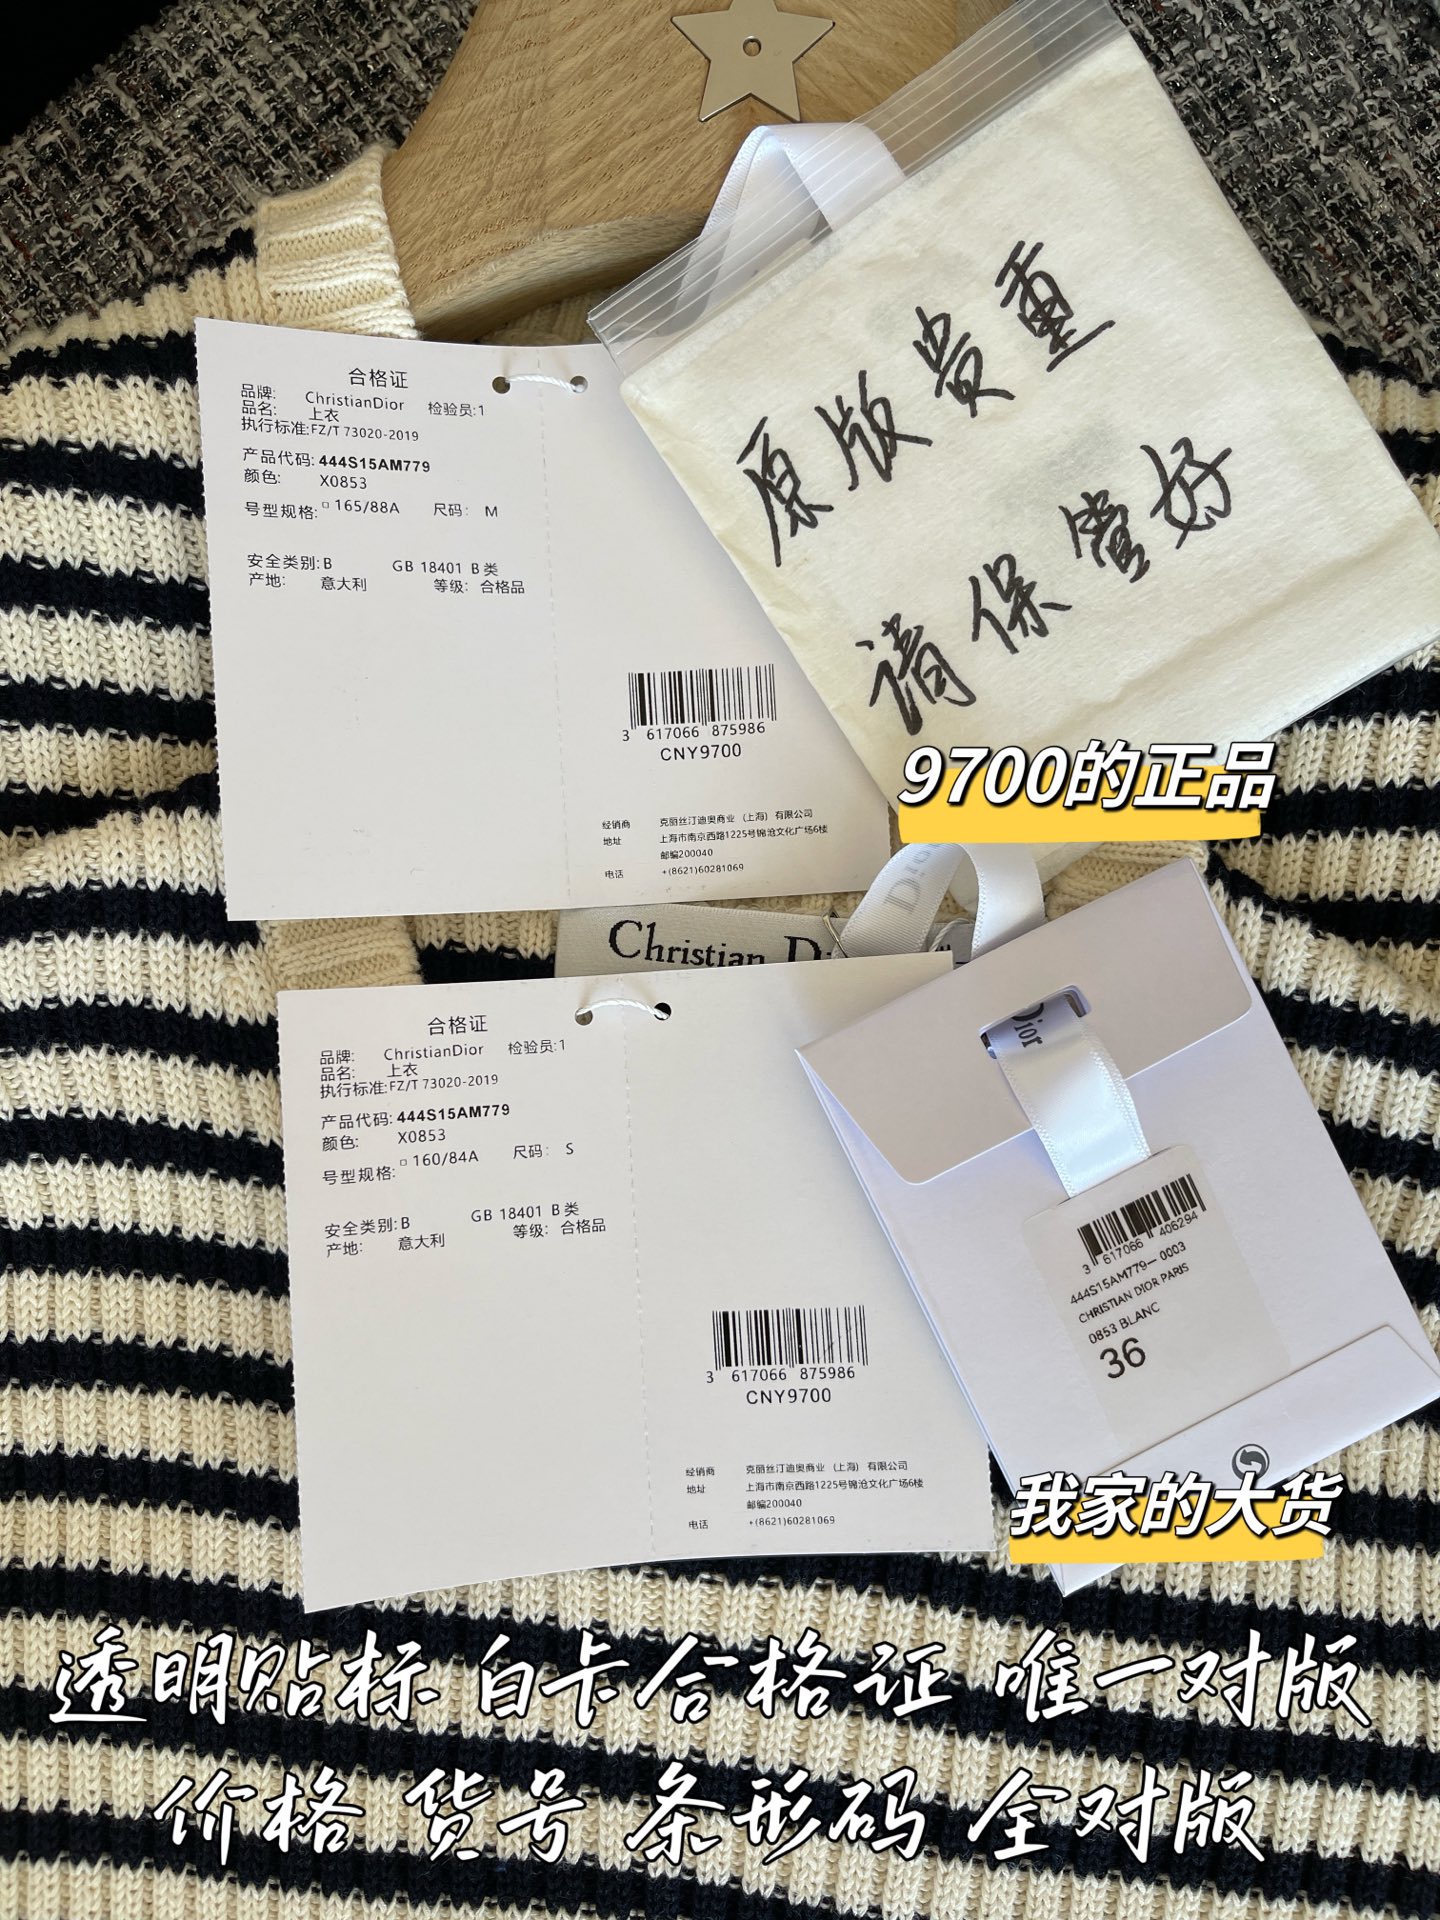 原版貴重
请保管好
合格证
品牌: ChristianDior 检验员:1
品名: 上衣
执行标准:FZ/T 73020-2019
产品代码:444S15AM779
颜色: X0853
号型规格:□165/88A 尺码: M
安全类别:B GB 18401 B类
产地: 意大利 等级: 合格品
3 617066 875986
CNY9700
经销商 克丽丝汀迪奥商业（上海）有限公司
地址 上海市南京西路1225号锦沧文化广场6楼
邮编200040
电话 +(8621)60281069
9700的正品
Dior
Christian Di
合格证
品牌: ChristianDior 检验员:1
品名: 上衣
执行标准:FZ/T 73020-2019
产品代码:444S15AM779
颜色: X0853
号型规格:□160/84A 尺码: S
安全类别:B GB 18401 B类
产地: 意大利 等级: 合格品
3 617066 875986
CNY9700
经销商 克丽丝汀迪奥商业（上海）有限公司
地址 上海市南京西路1225号锦沧文化广场6楼
邮编200040
电话 +(8621)60281069
Dior
3 617066 406294
444S15AM779-0003
CHRISTIAN DIOR PARIS
0853 BLANC
36
我家的大货
透明贴标 白卡合格证 唯一对版
价格 货号 条形码 全对版